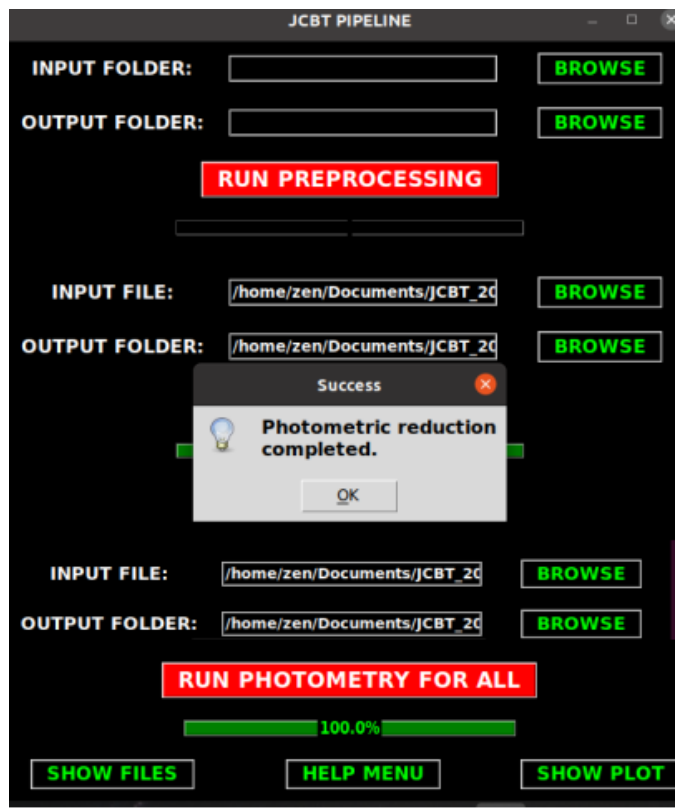 JCBT PIPELINE
INPUT FOLDER: BROWSE
OUTPUT FOLDER: BROWSE
RUN PREPROCESSING
INPUT FILE: /home/zen/Documents/JCBT_20 BROWSE
OUTPUT FOLDER: /home/zen/Documents/JCBT_20 BROWSE
Success
Photometric reduction
completed.
OK
INPUT FILE: /home/zen/Documents/JCBT_20 BROWSE
OUTPUT FOLDER: /home/zen/Documents/JCBT_20 BROWSE
RUN PHOTOMETRY FOR ALL
100.0%
SHOW FILES HELP MENU SHOW PLOT